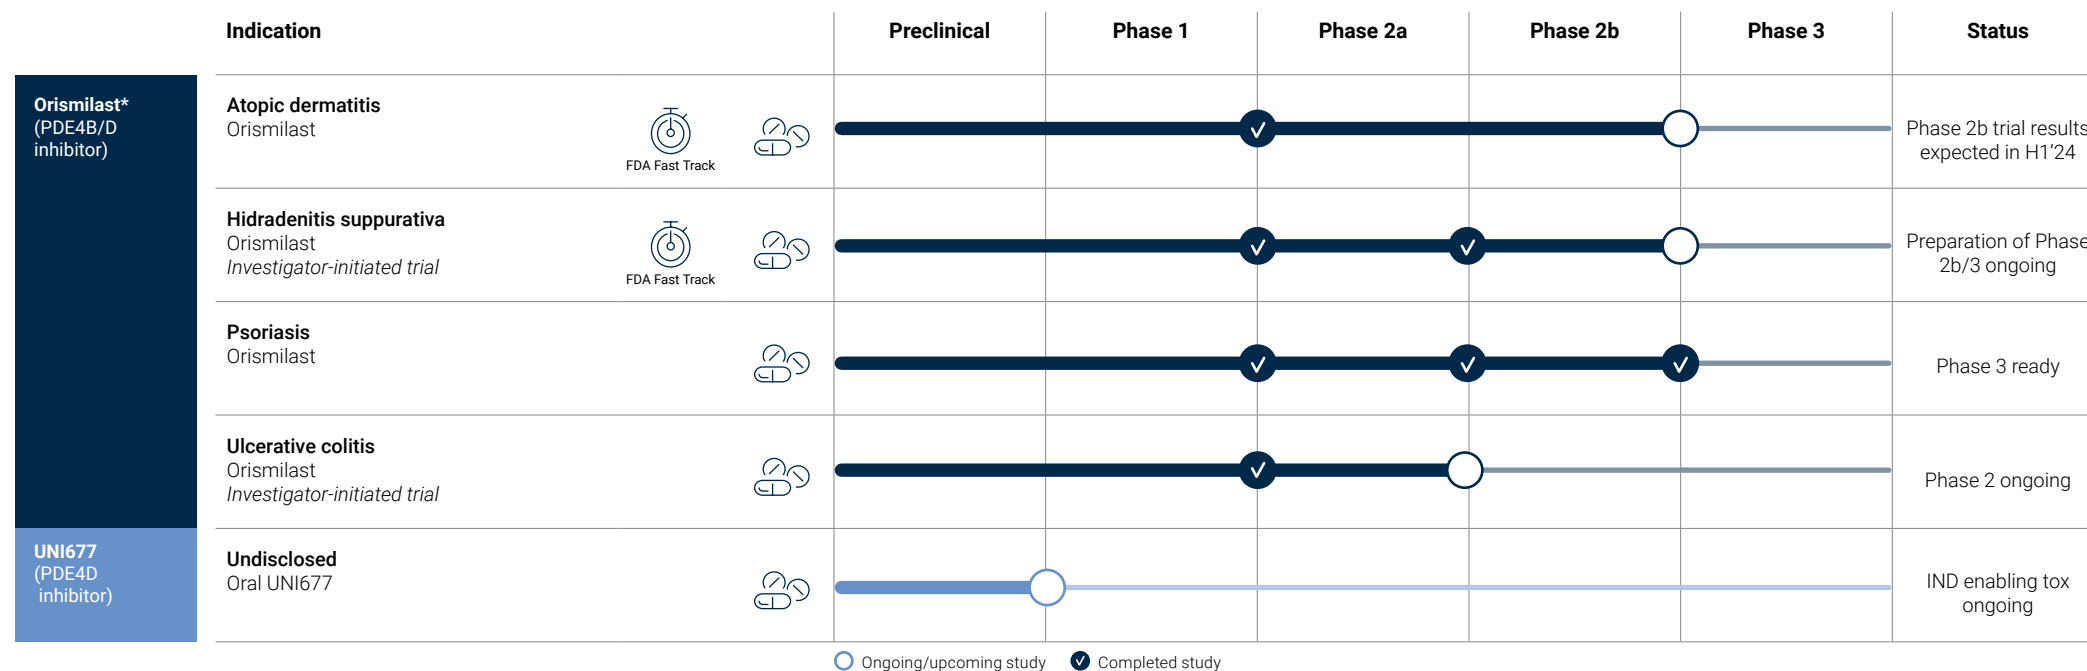 Indication
Preclinical
Phase 1
Phase 2a
Phase 2b
Phase 3
Status
Orismilast*
(PDE4B/D
inhibitor)
Atopic dermatitis
Orismilast
FDA Fast Track
Phase 2b trial results
expected in H1’24
Hidradenitis suppurativa
Orismilast
Investigator-initiated trial
FDA Fast Track
Preparation of Phase
2b/3 ongoing
Psoriasis
Orismilast
Phase 3 ready
Ulcerative colitis
Orismilast
Investigator-initiated trial
Phase 2 ongoing
UNI677
(PDE4D
inhibitor)
Undisclosed
Oral UNI677
IND enabling tox
ongoing
Ongoing/upcoming study
Completed study